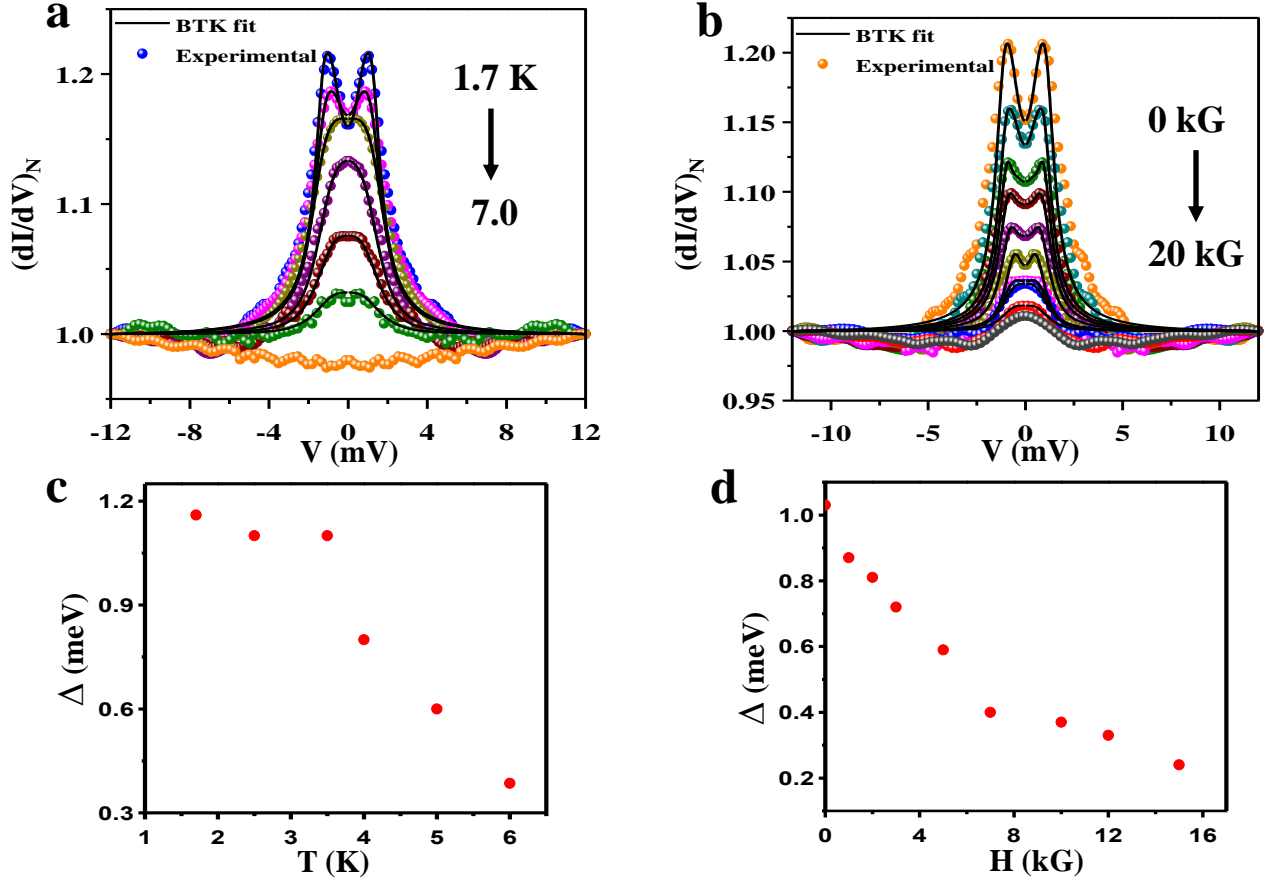 a
BTK fit
Experimental
1.7 K
7.0
1.2
1.1
1.0
(dI/dV)N
-12 -8 -4 0 4 8 12
V (mV)
b
BTK fit
Experimental
0 kG
20 kG
1.20
1.15
1.10
1.05
1.00
0.95
(dI/dV)N
-10 -5 0 5 10
V (mV)
c
1.2
0.9
0.6
0.3
Δ (meV)
1 2 3 4 5 6
T (K)
d
1.0
0.8
0.6
0.4
0.2
Δ (meV)
0 4 8 12 16
H (kG)